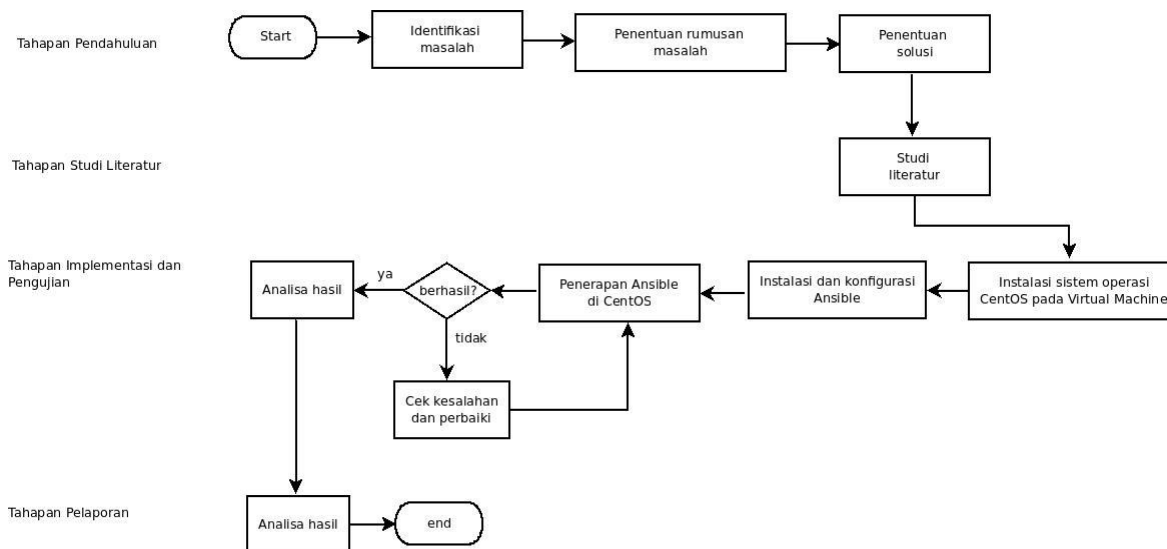 Tahapan Pendahuluan
Start
Identifikasi
masalah
Penentuan rumusan
masalah
Penentuan
solusi
Tahapan Studi Literatur
Studi
literatur
Tahapan Implementasi dan
Pengujian
Analisa hasil
ya
berhasil?
tidak
Penerapan Ansible
di CentOS
Instalasi dan konfigurasi
Ansible
Instalasi sistem operasi
CentOS pada Virtual Machine
Cek kesalahan
dan perbaiki
Tahapan Pelaporan
Analisa hasil
end